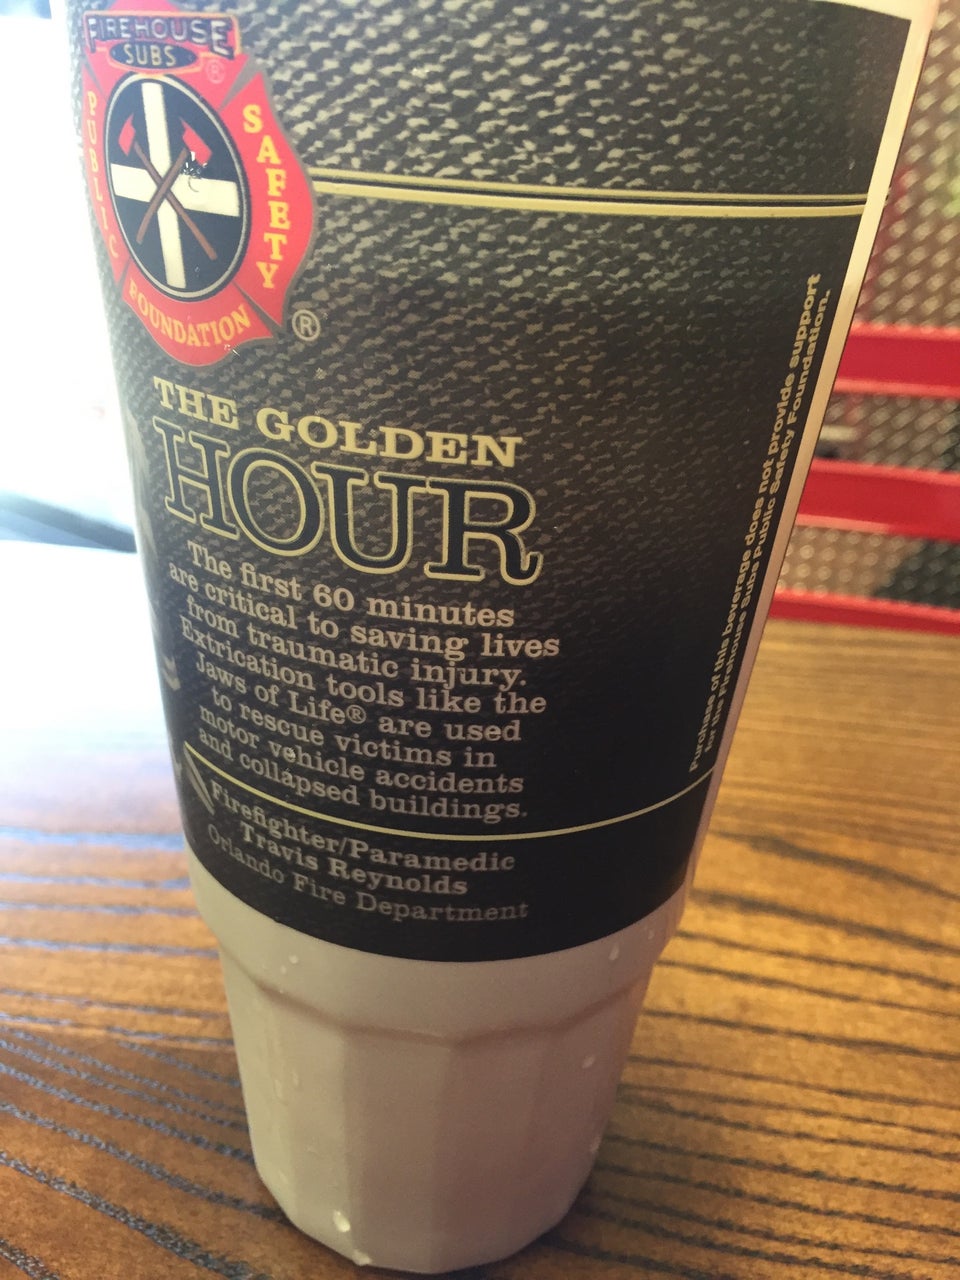 FIREHOUSE
SUBS
®
PUBLIC
SAFETY
FOUNDATION
®
THE GOLDEN
HOUR
The first 60 minutes
are critical to saving lives
from traumatic injury.
Extrication tools like the
Jaws of Life® are used
to rescue victims in
motor vehicle accidents
and collapsed buildings.
Firefighter/Paramedic
Travis Reynolds
Orlando Fire Department
Purchase of this beverage does not provide support
for the Firehouse Subs Public Safety Foundation.